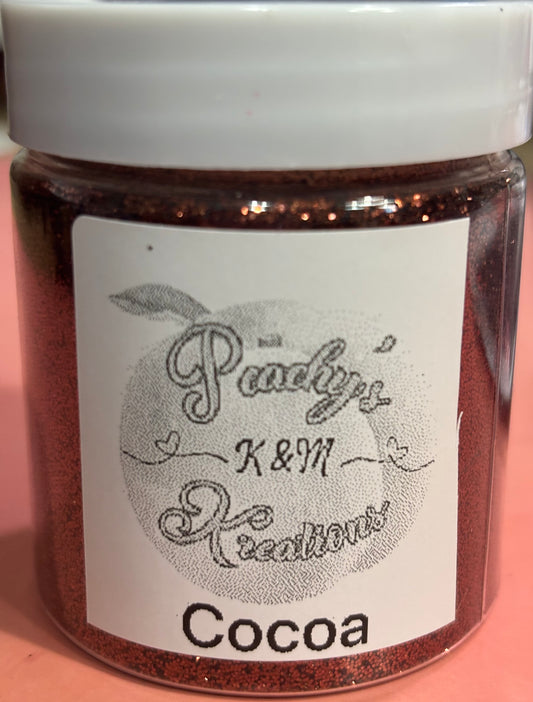 Peachy's
K & M
Kreations
Cocoa